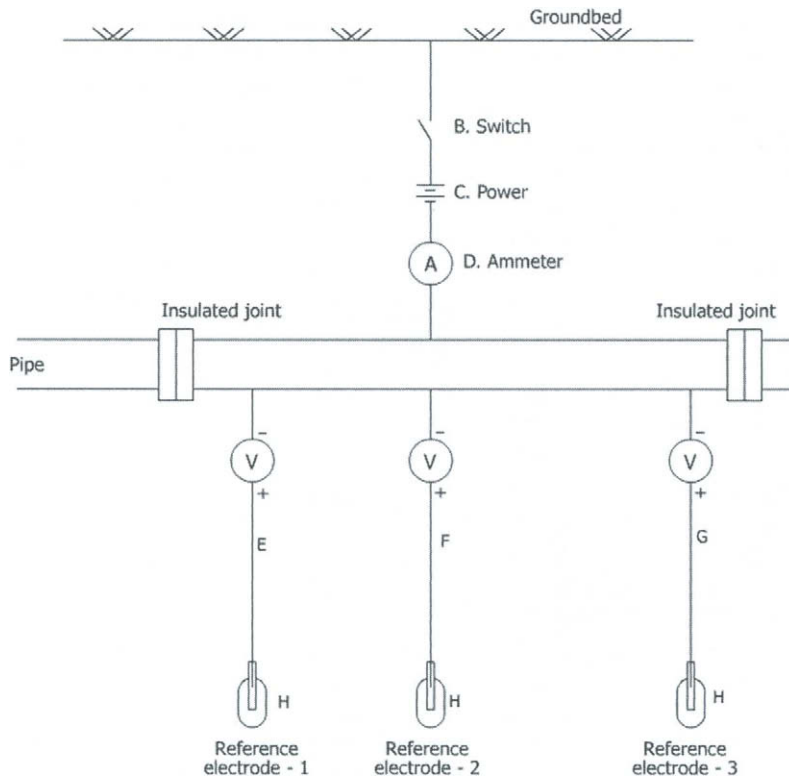 Groundbed
B. Switch
C. Power
A
D. Ammeter
Insulated joint
Insulated joint
Pipe
−
−
−
V
V
V
+
+
+
E
F
G
H
H
H
Reference
electrode - 1
Reference
electrode - 2
Reference
electrode - 3